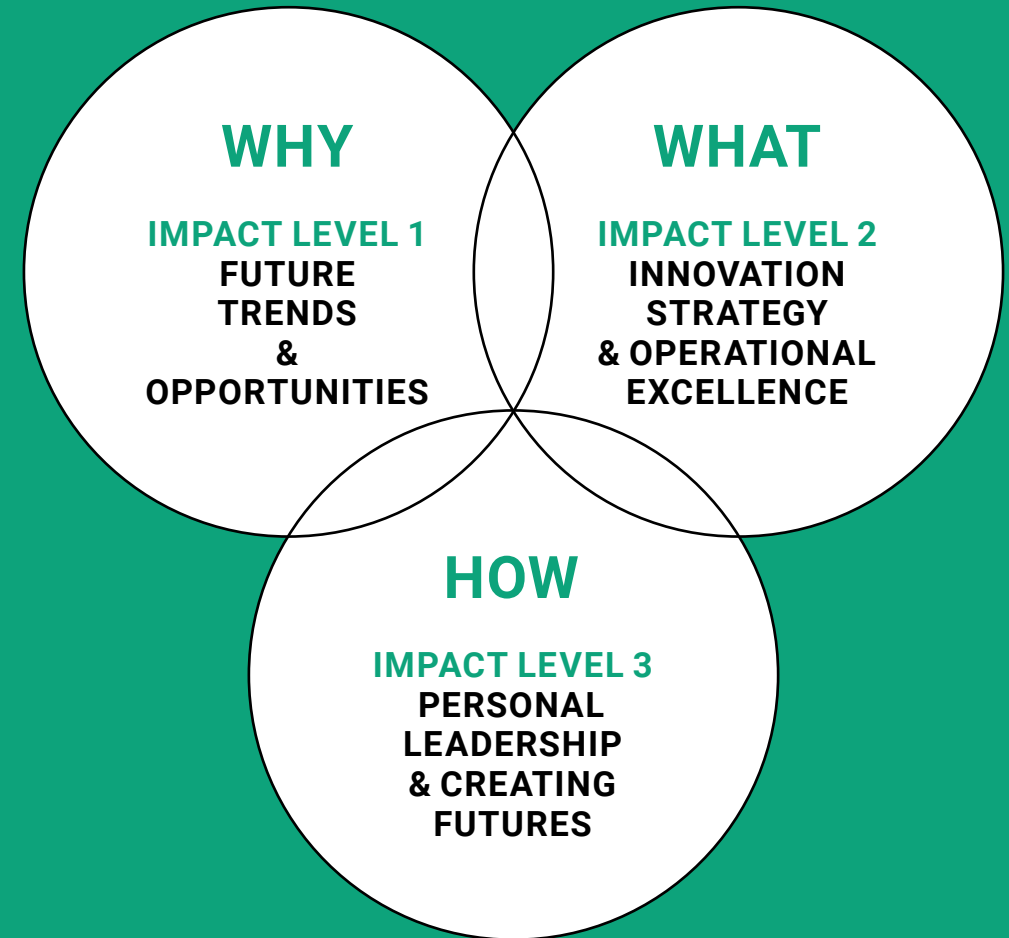 WHY
IMPACT LEVEL 1
FUTURE
TRENDS
&
OPPORTUNITIES
WHAT
IMPACT LEVEL 2
INNOVATION
STRATEGY
& OPERATIONAL
EXCELLENCE
HOW
IMPACT LEVEL 3
PERSONAL
LEADERSHIP
& CREATING
FUTURES